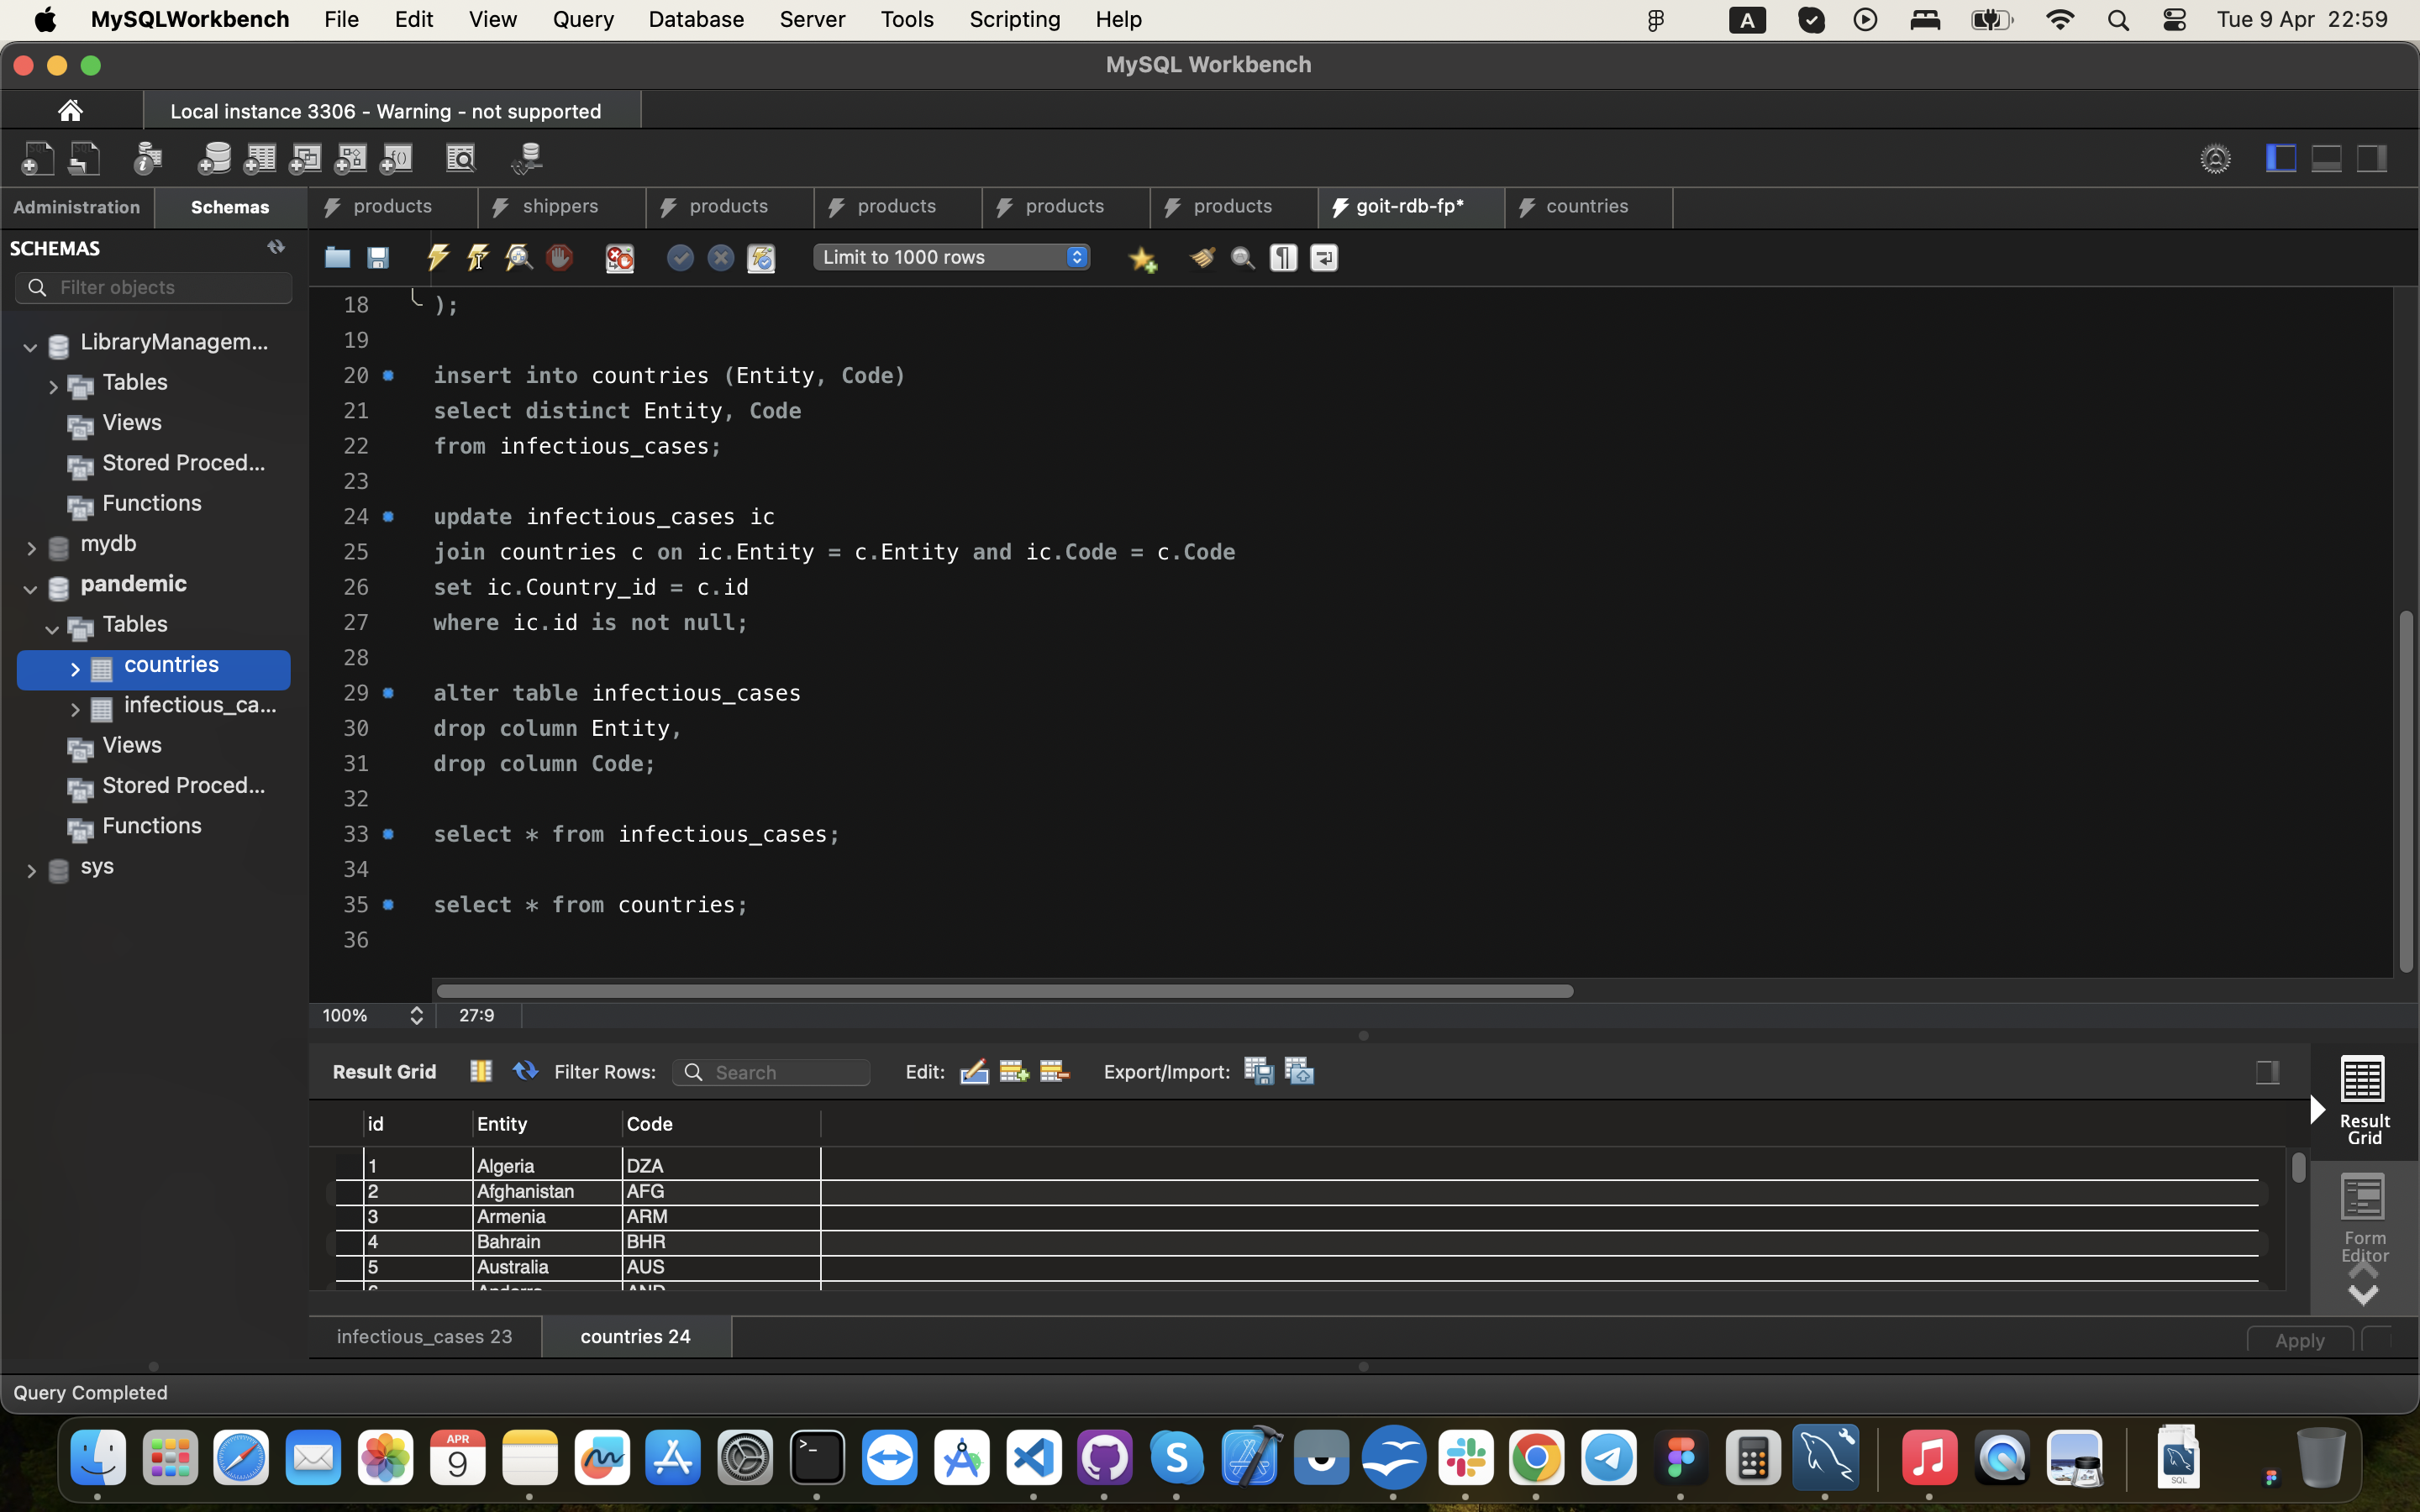 MySQLWorkbench File Edit View Query Database Server Tools Scripting Help A Tue 9 Apr 22:59
MySQL Workbench
Local instance 3306 - Warning - not supported
Administration Schemas products shippers products products products products goit-rdb-fp* countries
SCHEMAS
Limit to 1000 rows
Filter objects
LibraryManagem...
Tables
Views
Stored Proced...
Functions
mydb
pandemic
Tables
countries
infectious_ca...
Views
Stored Proced...
Functions
sys
18 );
19
20 insert into countries (Entity, Code)
21 select distinct Entity, Code
22 from infectious_cases;
23
24 update infectious_cases ic
25 join countries c on ic.Entity = c.Entity and ic.Code = c.Code
26 set ic.Country_id = c.id
27 where ic.id is not null;
28
29 alter table infectious_cases
30 drop column Entity,
31 drop column Code;
32
33 select * from infectious_cases;
34
35 select * from countries;
36
100% 27:9
Result Grid Filter Rows: Search Edit: Export/Import:
id Entity Code
1 Algeria DZA
2 Afghanistan AFG
3 Armenia ARM
4 Bahrain BHR
5 Australia AUS
6 Andorra AND
Result Grid
Form Editor
infectious_cases 23 countries 24
Apply
Query Completed
APR
9
SQL